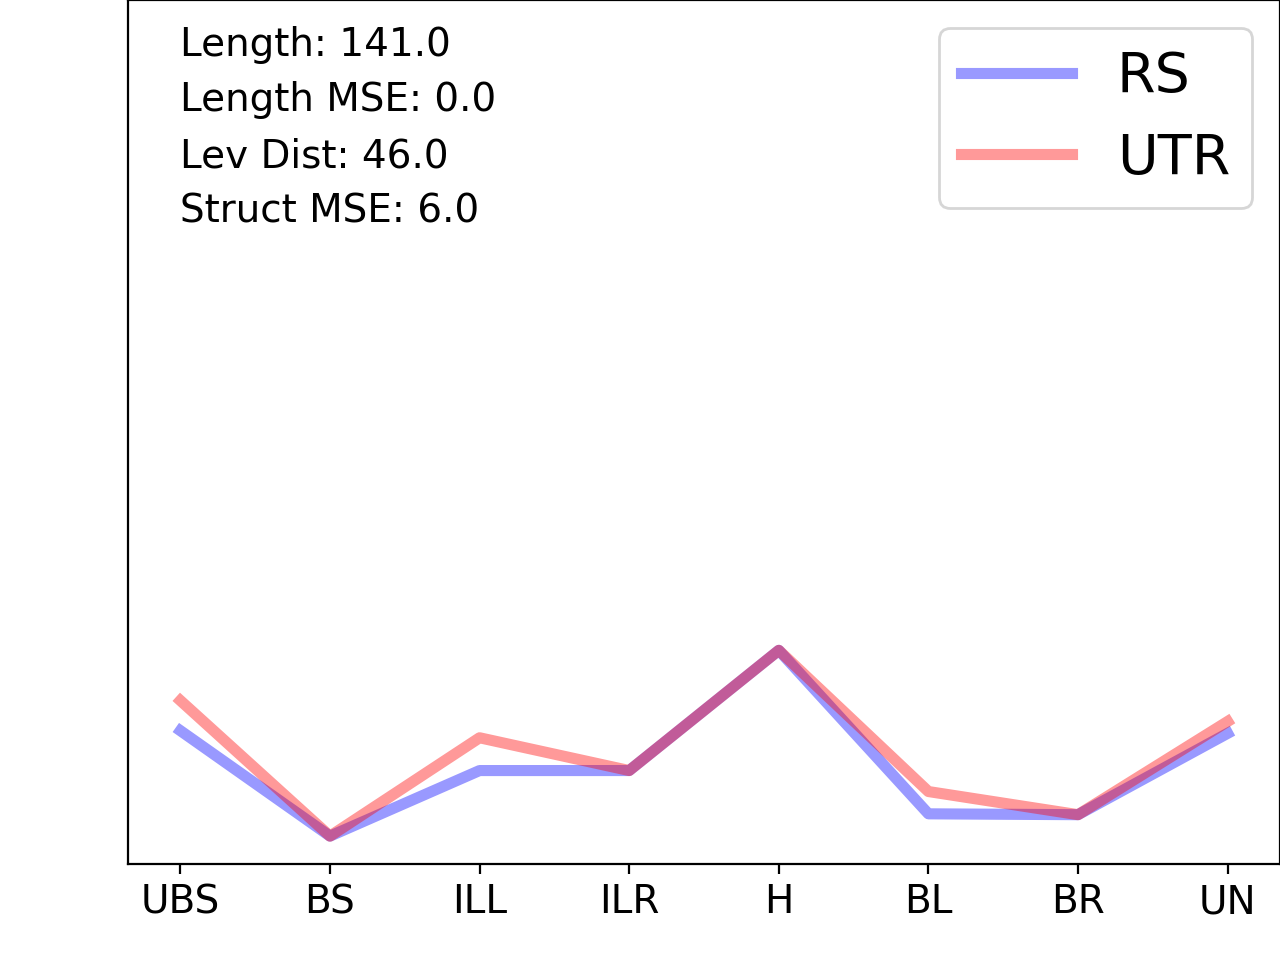 Length: 141.0
Length MSE: 0.0
Lev Dist: 46.0
Struct MSE: 6.0
RS
UTR
UBS BS ILL ILR H BL BR UN